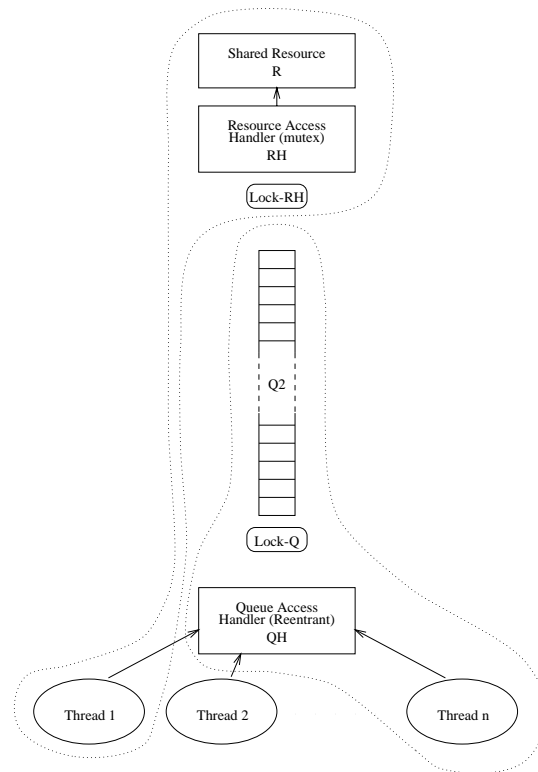 Shared Resource
R
Resource Access
Handler (mutex)
RH
Lock-RH
Q2
Lock-Q
Queue Access
Handler (Reentrant)
QH
Thread 1
Thread 2
Thread n